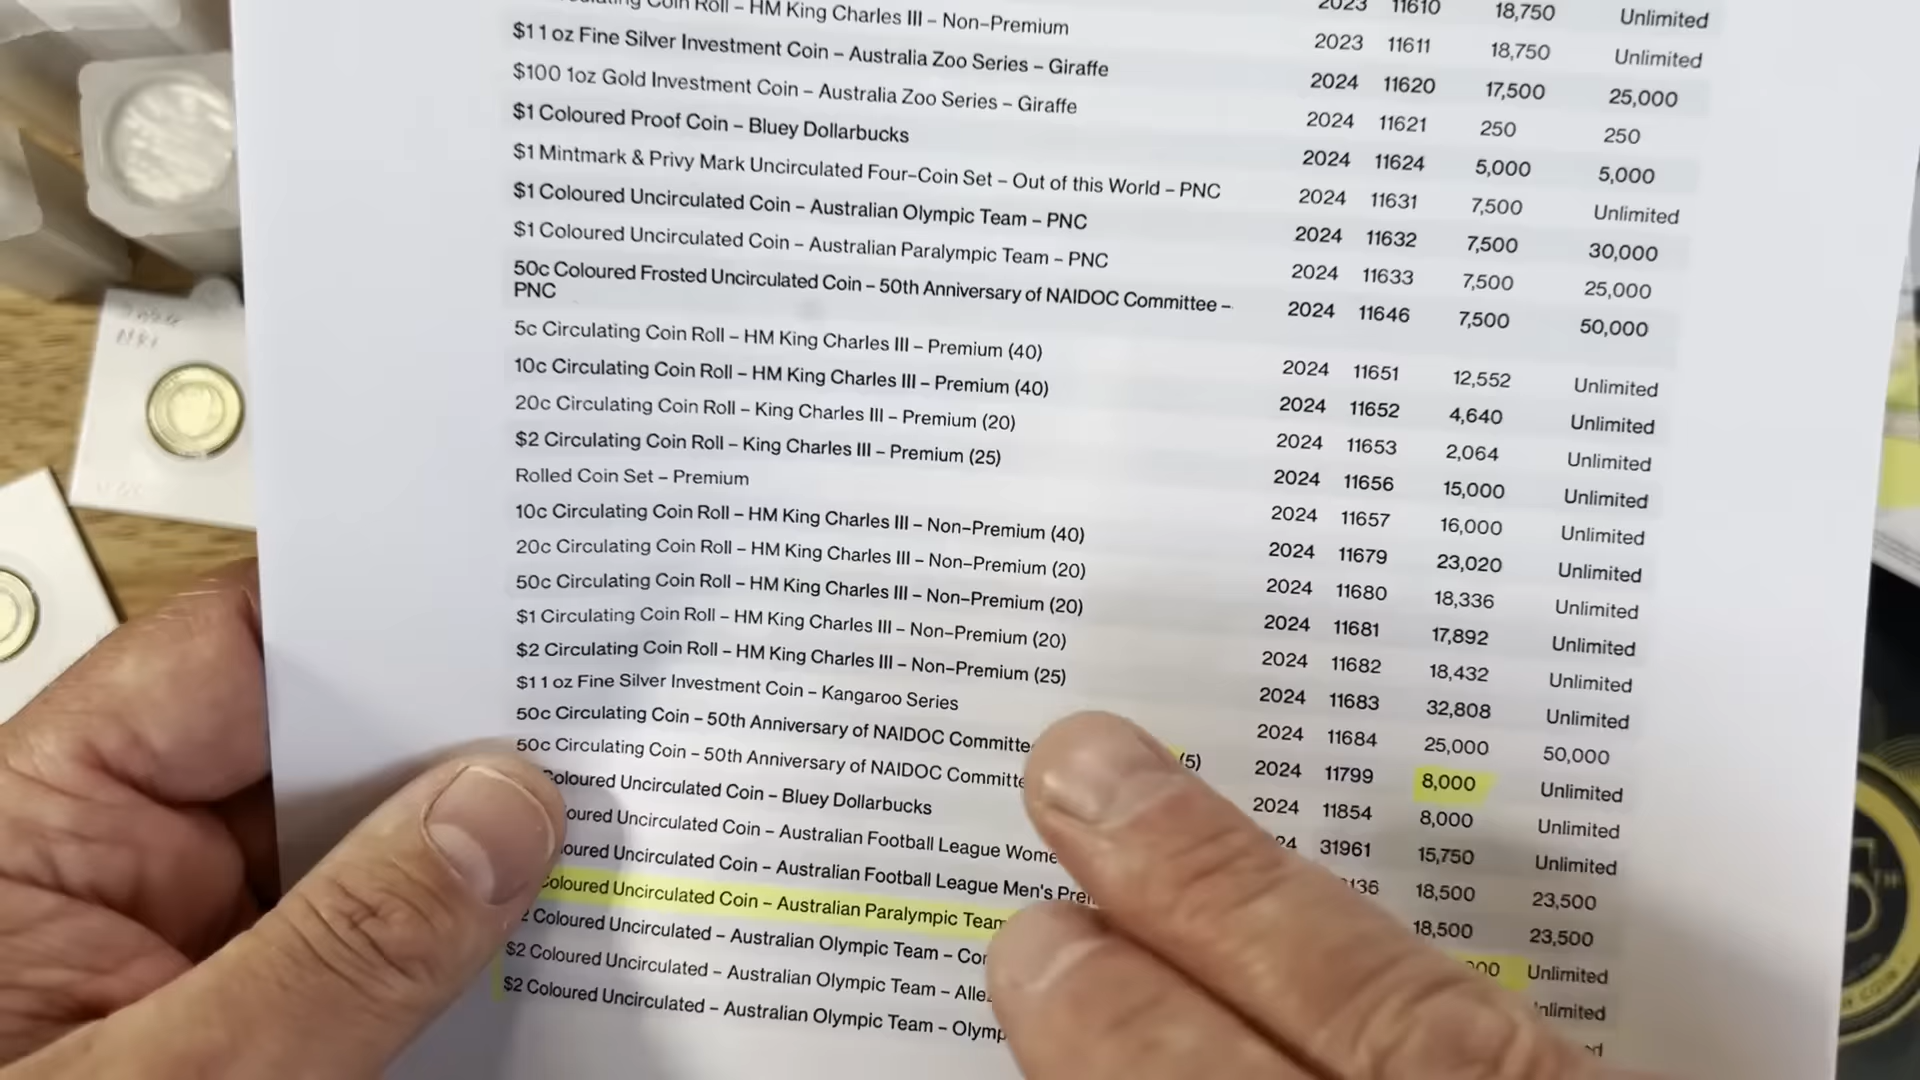 2023 11610 18,750 Unlimited
Coin Roll – HM King Charles III – Non–Premium 2023 11611 18,750 Unlimited
$1 1 oz Fine Silver Investment Coin – Australia Zoo Series – Giraffe 2024 11620 17,500 25,000
$100 1oz Gold Investment Coin – Australia Zoo Series – Giraffe 2024 11621 250 250
$1 Coloured Proof Coin – Bluey Dollarbucks 2024 11624 5,000 5,000
$1 Mintmark & Privy Mark Uncirculated Four–Coin Set – Out of this World – PNC 2024 11631 7,500 Unlimited
$1 Coloured Uncirculated Coin – Australian Olympic Team – PNC 2024 11632 7,500 30,000
$1 Coloured Uncirculated Coin – Australian Paralympic Team – PNC 2024 11633 7,500 25,000
50c Coloured Frosted Uncirculated Coin – 50th Anniversary of NAIDOC Committee – 2024 11646 7,500 50,000
PNC
5c Circulating Coin Roll – HM King Charles III – Premium (40) 2024 11651 12,552 Unlimited
10c Circulating Coin Roll – HM King Charles III – Premium (40) 2024 11652 4,640 Unlimited
20c Circulating Coin Roll – King Charles III – Premium (20) 2024 11653 2,064 Unlimited
$2 Circulating Coin Roll – King Charles III – Premium (25) 2024 11656 15,000 Unlimited
Rolled Coin Set – Premium 2024 11657 16,000 Unlimited
10c Circulating Coin Roll – HM King Charles III – Non–Premium (40) 2024 11679 23,020 Unlimited
20c Circulating Coin Roll – HM King Charles III – Non–Premium (20) 2024 11680 18,336 Unlimited
50c Circulating Coin Roll – HM King Charles III – Non–Premium (20) 2024 11681 17,892 Unlimited
$1 Circulating Coin Roll – HM King Charles III – Non–Premium (20) 2024 11682 18,432 Unlimited
$2 Circulating Coin Roll – HM King Charles III – Non–Premium (25) 2024 11683 32,808 Unlimited
$1 1 oz Fine Silver Investment Coin – Kangaroo Series 2024 11684 25,000 50,000
50c Circulating Coin – 50th Anniversary of NAIDOC Committe (5) 2024 11799 8,000 Unlimited
50c Circulating Coin – 50th Anniversary of NAIDOC Committe 2024 11854 8,000 Unlimited
Coloured Uncirculated Coin – Bluey Dollarbucks 24 31961 15,750 Unlimited
oured Uncirculated Coin – Australian Football League Wome 136 18,500 23,500
oured Uncirculated Coin – Australian Football League Men's Pre 18,500 23,500
Coloured Uncirculated Coin – Australian Paralympic Team 000 Unlimited
2 Coloured Uncirculated – Australian Olympic Team – Co nlimited
$2 Coloured Uncirculated – Australian Olympic Team – Alle ed
$2 Coloured Uncirculated – Australian Olympic Team – Olymp